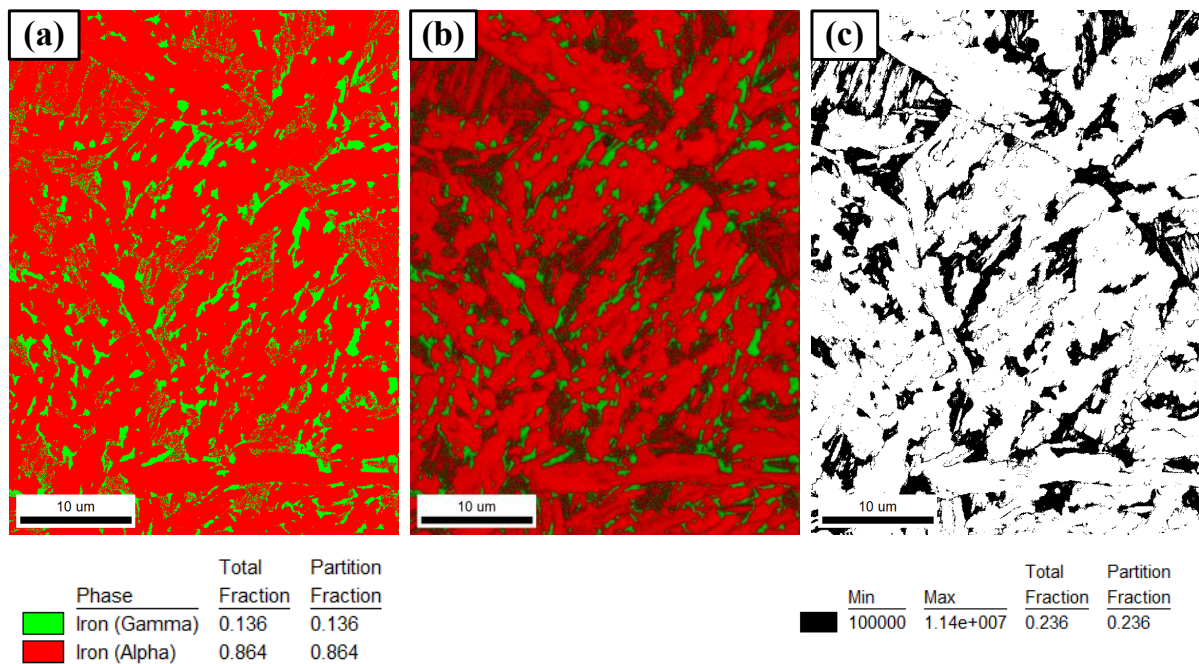 (a) (b) (c)
10 um 10 um 10 um
Total Partition
Phase Fraction Fraction
Iron (Gamma) 0.136 0.136
Iron (Alpha) 0.864 0.864
Total Partition
Min Max Fraction Fraction
100000 1.14e+007 0.236 0.236